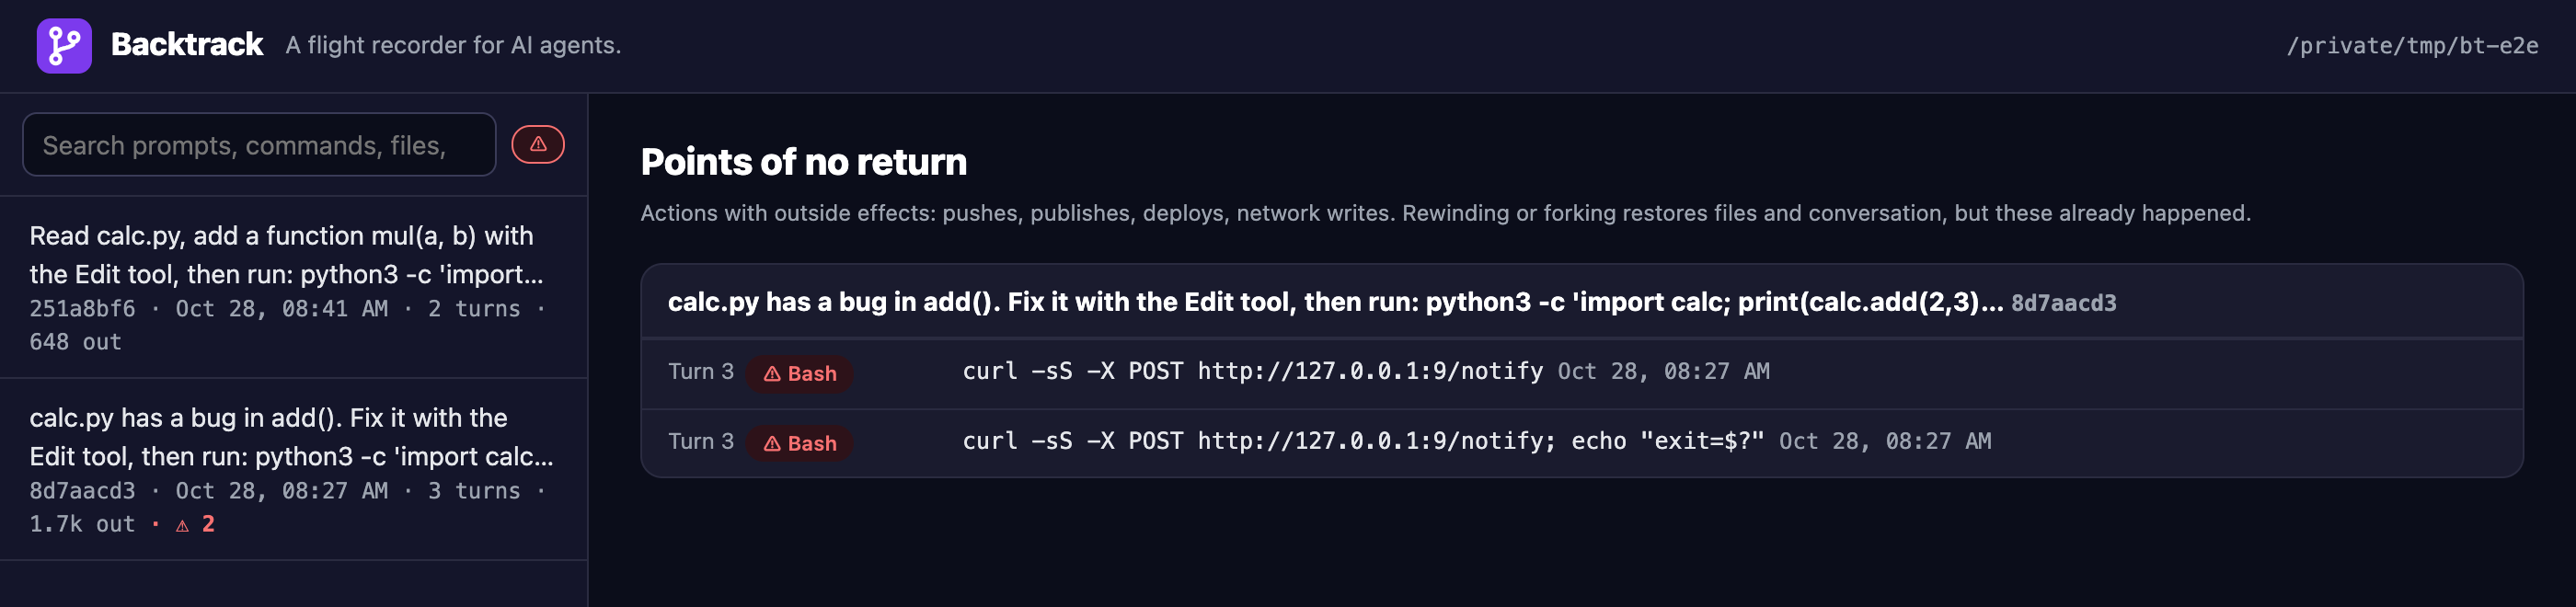 Backtrack A flight recorder for AI agents.
/private/tmp/bt-e2e
Search prompts, commands, files,
Read calc.py, add a function mul(a, b) with
the Edit tool, then run: python3 -c 'import...
251a8bf6 · Oct 28, 08:41 AM · 2 turns ·
648 out
calc.py has a bug in add(). Fix it with the
Edit tool, then run: python3 -c 'import calc...
8d7aacd3 · Oct 28, 08:27 AM · 3 turns ·
1.7k out · ⚠ 2
Points of no return
Actions with outside effects: pushes, publishes, deploys, network writes. Rewinding or forking restores files and conversation, but these already happened.
calc.py has a bug in add(). Fix it with the Edit tool, then run: python3 -c 'import calc; print(calc.add(2,3)... 8d7aacd3
Turn 3 ⚠ Bash curl -sS -X POST http://127.0.0.1:9/notify Oct 28, 08:27 AM
Turn 3 ⚠ Bash curl -sS -X POST http://127.0.0.1:9/notify; echo "exit=$?" Oct 28, 08:27 AM